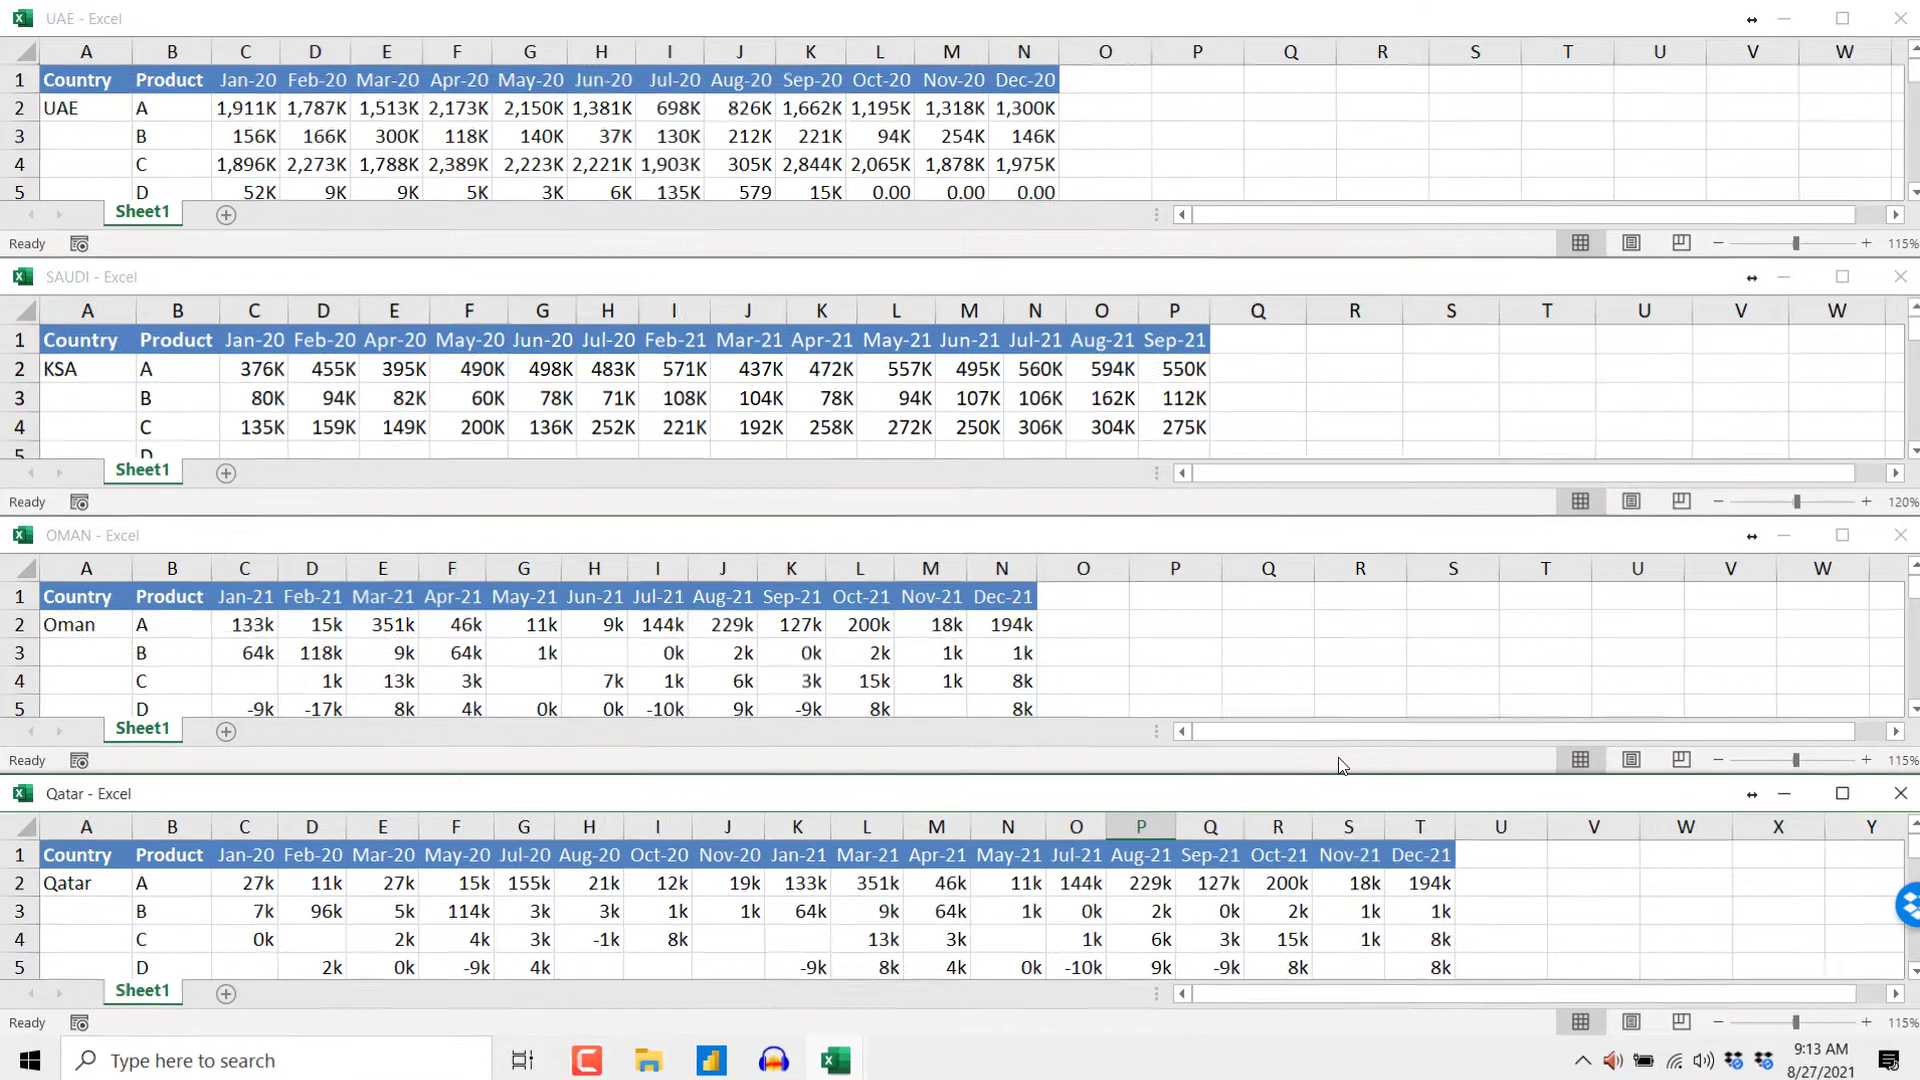 UAE - Excel
A B C D E F G H I J K L M N O P Q R S T U V W
1 Country Product Jan-20 Feb-20 Mar-20 Apr-20 May-20 Jun-20 Jul-20 Aug-20 Sep-20 Oct-20 Nov-20 Dec-20
2 UAE A 1,911K 1,787K 1,513K 2,173K 2,150K 1,381K 698K 826K 1,662K 1,195K 1,318K 1,300K
3 B 156K 166K 300K 118K 140K 37K 130K 212K 221K 94K 254K 146K
4 C 1,896K 2,273K 1,788K 2,389K 2,223K 2,221K 1,903K 305K 2,844K 2,065K 1,878K 1,975K
5 D 52K 9K 9K 5K 3K 6K 135K 579 15K 0.00 0.00 0.00
Sheet1
Ready 115%
SAUDI - Excel
A B C D E F G H I J K L M N O P Q R S T U V W
1 Country Product Jan-20 Feb-20 Apr-20 May-20 Jun-20 Jul-20 Feb-21 Mar-21 Apr-21 May-21 Jun-21 Jul-21 Aug-21 Sep-21
2 KSA A 376K 455K 395K 490K 498K 483K 571K 437K 472K 557K 495K 560K 594K 550K
3 B 80K 94K 82K 60K 78K 71K 108K 104K 78K 94K 107K 106K 162K 112K
4 C 135K 159K 149K 200K 136K 252K 221K 192K 258K 272K 250K 306K 304K 275K
5 D
Sheet1
Ready 120%
OMAN - Excel
A B C D E F G H I J K L M N O P Q R S T U V W
1 Country Product Jan-21 Feb-21 Mar-21 Apr-21 May-21 Jun-21 Jul-21 Aug-21 Sep-21 Oct-21 Nov-21 Dec-21
2 Oman A 133k 15k 351k 46k 11k 9k 144k 229k 127k 200k 18k 194k
3 B 64k 118k 9k 64k 1k 0k 2k 0k 2k 1k 1k
4 C 1k 13k 3k 7k 1k 6k 3k 15k 1k 8k
5 D -9k -17k 8k 4k 0k 0k -10k 9k -9k 8k 8k
Sheet1
Ready 115%
Qatar - Excel
A B C D E F G H I J K L M N O P Q R S T U V W X Y
1 Country Product Jan-20 Feb-20 Mar-20 May-20 Jul-20 Aug-20 Oct-20 Nov-20 Jan-21 Mar-21 Apr-21 May-21 Jul-21 Aug-21 Sep-21 Oct-21 Nov-21 Dec-21
2 Qatar A 27k 11k 27k 15k 155k 21k 12k 19k 133k 351k 46k 11k 144k 229k 127k 200k 18k 194k
3 B 7k 96k 5k 114k 3k 3k 1k 1k 64k 9k 64k 1k 0k 2k 0k 2k 1k 1k
4 C 0k 2k 4k 3k -1k 8k 13k 3k 1k 6k 3k 15k 1k 8k
5 D 2k 0k -9k 4k -9k 8k 4k 0k -10k 9k -9k 8k 8k
Sheet1
Ready 115%
Type here to search
9:13 AM
8/27/2021